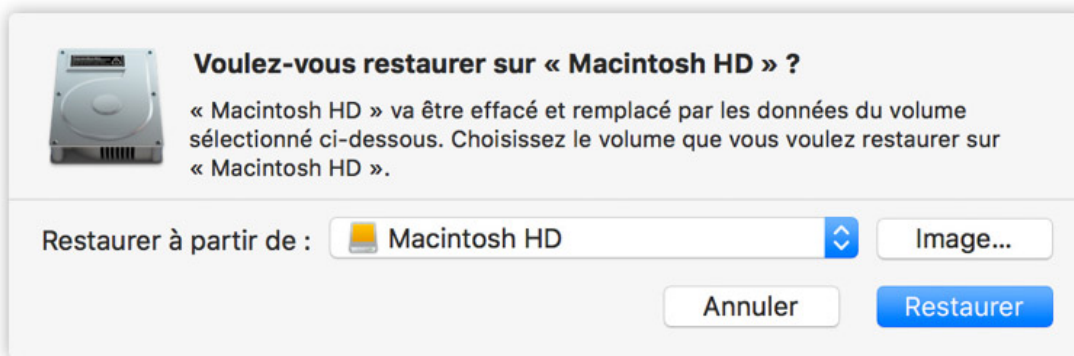 Voulez-vous restaurer sur « Macintosh HD » ?
« Macintosh HD » va être effacé et remplacé par les données du volume
sélectionné ci-dessous. Choisissez le volume que vous voulez restaurer sur
« Macintosh HD ».
Restaurer à partir de : Macintosh HD Image...
Annuler Restaurer